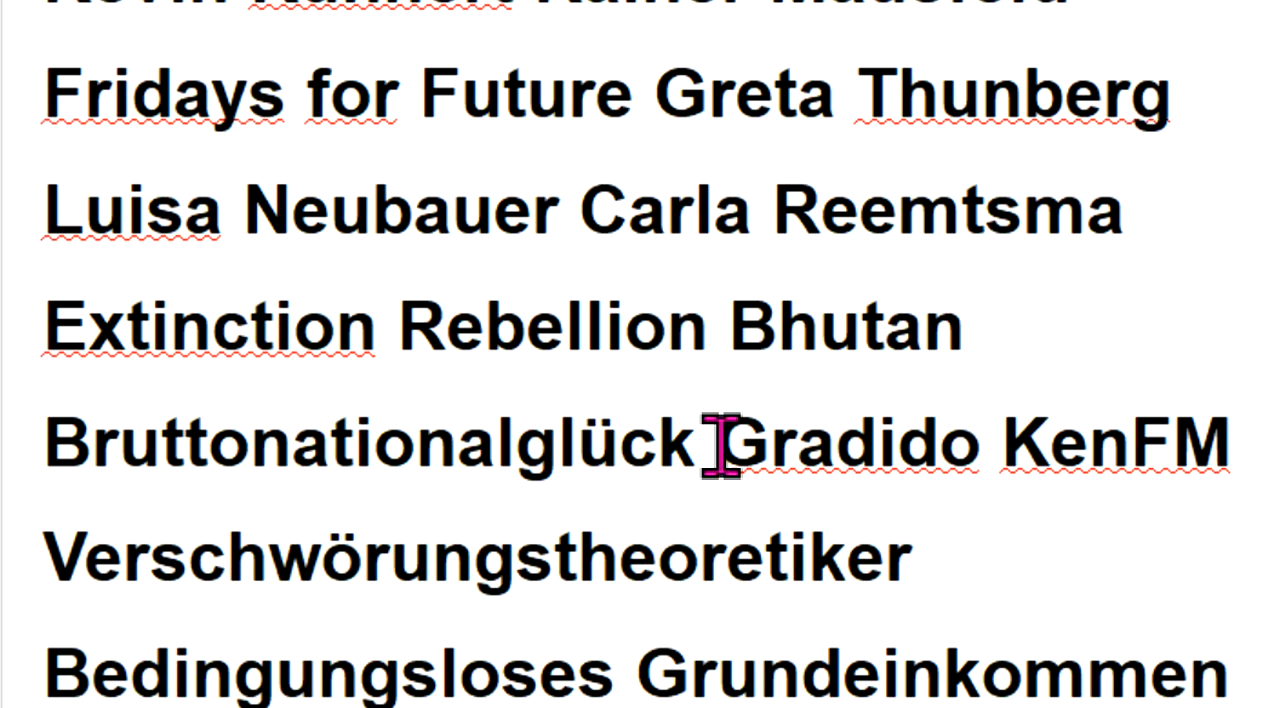 Fridays for Future Greta Thunberg
Luisa Neubauer Carla Reemtsma
Extinction Rebellion Bhutan
Bruttonationalglück Gradido KenFM
Verschwörungstheoretiker
Bedingungsloses Grundeinkommen